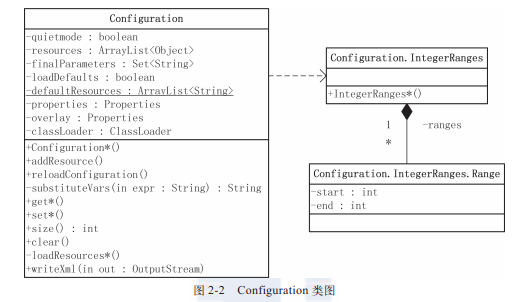 Configuration
-quietmode : boolean
-resources : ArrayList<Object>
-finalParameters : Set<String>
-loadDefaults : boolean
-defaultResources : ArrayList<String>
-properties : Properties
-overlay : Properties
-classLoader : ClassLoader
+Configuration*()
+addResource()
+reloadConfiguration()
-substituteVars(in expr : String) : String
+get*()
+set*()
+size() : int
+clear()
-loadResources*()
+writeXml(in out : OutputStream)
Configuration.IntegerRanges
+IntegerRanges*()
1
-ranges
*
Configuration.IntegerRanges.Range
-start : int
-end : int
图 2-2 Configuration 类图